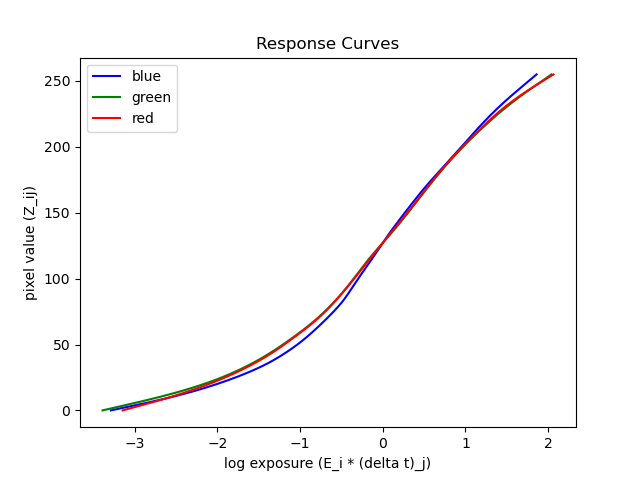 Response Curves
blue
green
red
250
200
150
100
50
0
pixel value (Z_ij)
−3
−2
−1
0
1
2
log exposure (E_i * (delta t)_j)